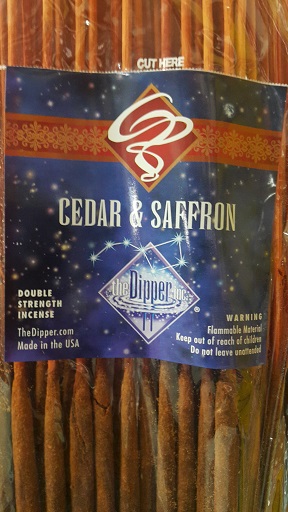 CUT HERE
CEDAR & SAFFRON
the Dipper inc.
®
DOUBLE
STRENGTH
INCENSE
TheDipper.com
Made in the USA
WARNING
Flammable Material
Keep out of reach of children
Do not leave unattended